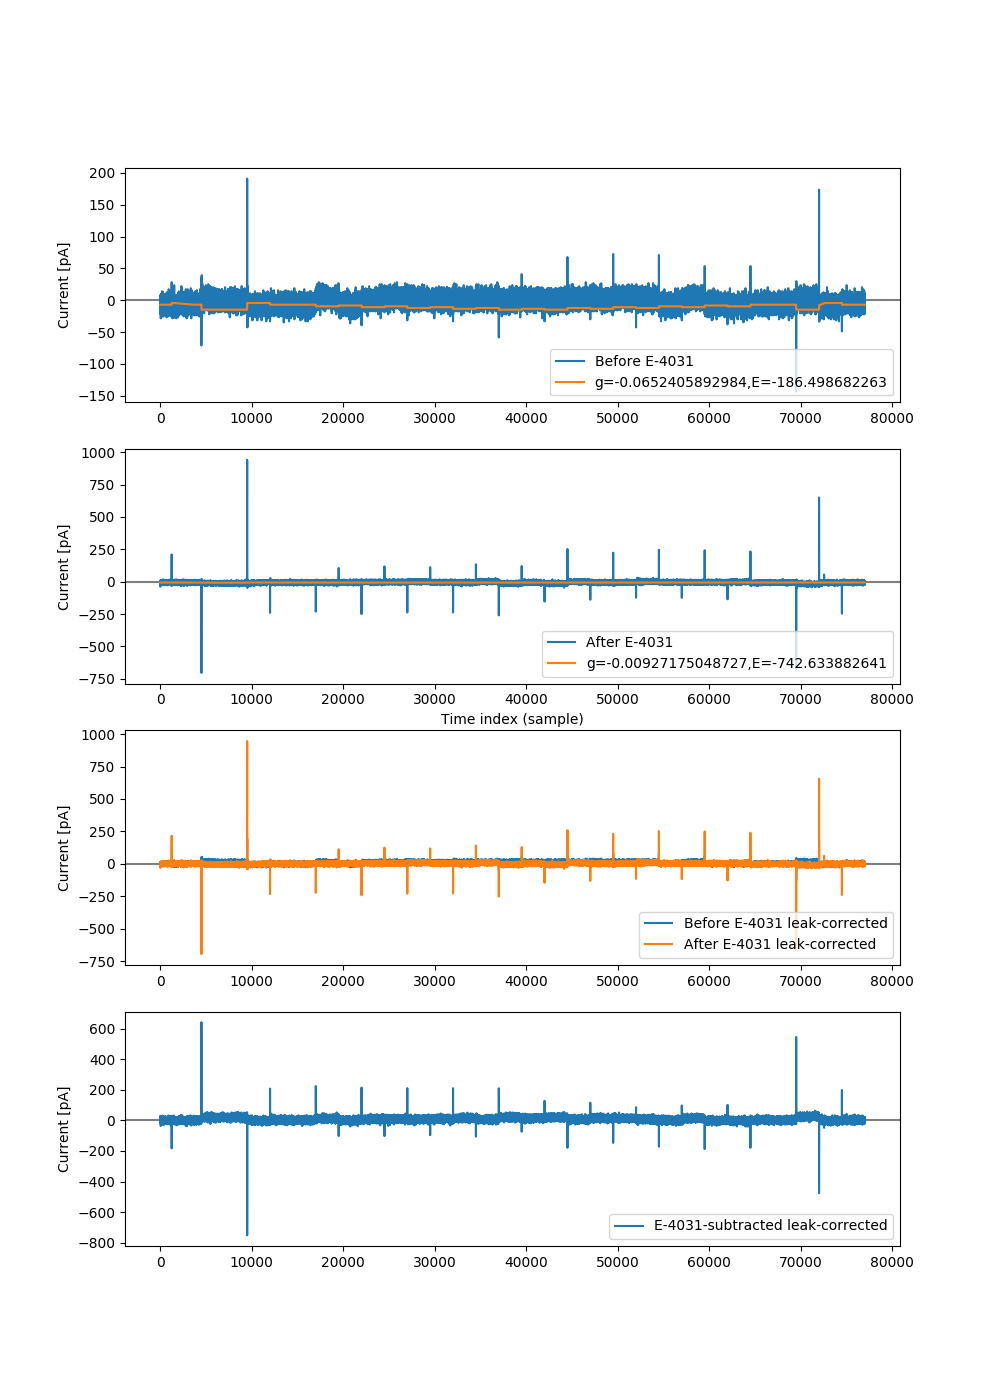 200
150
100
50
0
−50
−100
−150
Current [pA]
Before E-4031
g=-0.0652405892984,E=-186.498682263
0 10000 20000 30000 40000 50000 60000 70000 80000
1000
750
500
250
0
−250
−500
−750
Current [pA]
After E-4031
g=-0.00927175048727,E=-742.633882641
0 10000 20000 30000 40000 50000 60000 70000 80000
Time index (sample)
1000
750
500
250
0
−250
−500
−750
Current [pA]
Before E-4031 leak-corrected
After E-4031 leak-corrected
0 10000 20000 30000 40000 50000 60000 70000 80000
600
400
200
0
−200
−400
−600
−800
Current [pA]
E-4031-subtracted leak-corrected
0 10000 20000 30000 40000 50000 60000 70000 80000